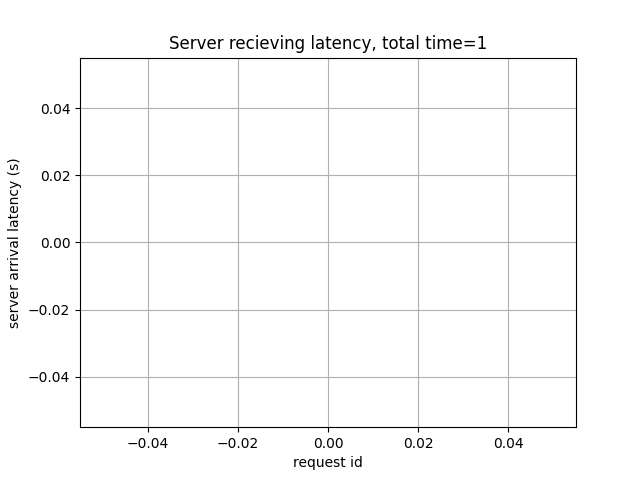 Server recieving latency, total time=1
0.04
0.02
0.00
−0.02
−0.04
server arrival latency (s)
−0.04 −0.02 0.00 0.02 0.04
request id